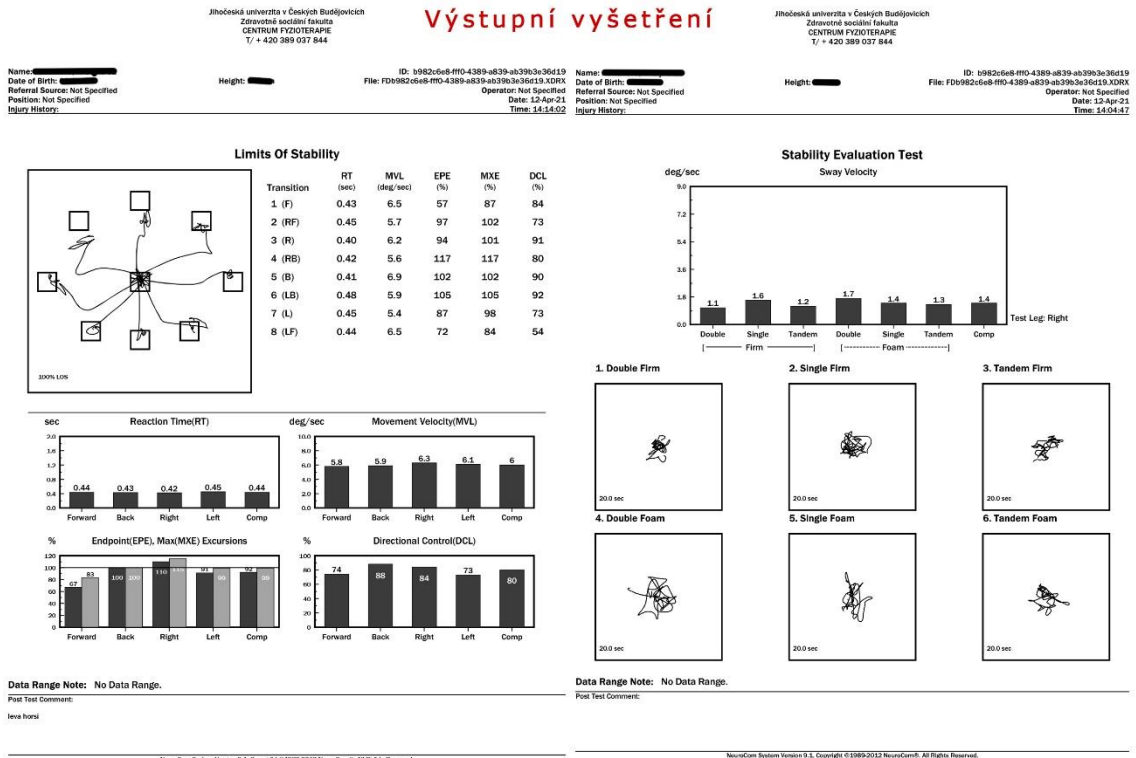 Výstupní vyšetření
Jihočeská univerzita v Českých Budějovicích
Zdravotně sociální fakulta
CENTRUM FYZIOTERAPIE
T/ + 420 389 037 844
Name:
Date of Birth:
Referral Source: Not Specified
Position: Not Specified
Injury History:
Height:
ID: b982c6e8-fff0-4389-a839-ab39b3e36d19
File: FDb982c6e8-fff0-4389-a839-ab39b3e36d19.XDRX
Operator: Not Specified
Date: 12-Apr-21
Time: 14:14:02
Limits Of Stability
100% LOS
Transition RT (sec) MVL (deg/sec) EPE (%) MXE (%) DCL (%)
1 (F) 0.43 6.5 57 87 84
2 (RF) 0.45 5.7 97 102 73
3 (R) 0.40 6.2 94 101 91
4 (RB) 0.42 5.6 117 117 80
5 (B) 0.41 6.9 102 102 90
6 (LB) 0.48 5.9 105 105 92
7 (L) 0.45 5.4 87 98 73
8 (LF) 0.44 6.5 72 84 54
sec Reaction Time(RT)
2.0
1.6
1.2
0.8
0.4
0.0
0.44 0.43 0.42 0.45 0.44
Forward Back Right Left Comp
deg/sec Movement Velocity(MVL)
10.0
8.0
6.0
4.0
2.0
0.0
5.8 5.9 6.3 6.1 6
Forward Back Right Left Comp
% Endpoint(EPE), Max(MXE) Excursions
120
100
80
60
40
20
0
67 83 100 100 110 91 92
Forward Back Right Left Comp
% Directional Control(DCL)
100
80
60
40
20
0
74 88 84 73 80
Forward Back Right Left Comp
Data Range Note: No Data Range.
Post Test Comment:
leva horsi
Jihočeská univerzita v Českých Budějovicích
Zdravotně sociální fakulta
CENTRUM FYZIOTERAPIE
T/ + 420 389 037 844
Name:
Date of Birth:
Referral Source: Not Specified
Position: Not Specified
Injury History:
Height:
ID: b982c6e8-fff0-4389-a839-ab39b3e36d19
File: FDb982c6e8-fff0-4389-a839-ab39b3e36d19.XDRX
Operator: Not Specified
Date: 12-Apr-21
Time: 14:04:47
Stability Evaluation Test
deg/sec Sway Velocity
9.0
7.2
5.4
3.6
1.8
0.0
1.1 1.6 1.2 1.7 1.4 1.3 1.4
Test Leg: Right
Double Single Tandem Double Single Tandem Comp
[ Firm ] [ Foam ]
1. Double Firm 2. Single Firm 3. Tandem Firm
20.0 sec 20.0 sec 20.0 sec
4. Double Foam 5. Single Foam 6. Tandem Foam
20.0 sec 20.0 sec 20.0 sec
Data Range Note: No Data Range.
Post Test Comment:
NeuroCom System Version 9.1. Copyright ©1989-2012 NeuroCom®. All Rights Reserved.